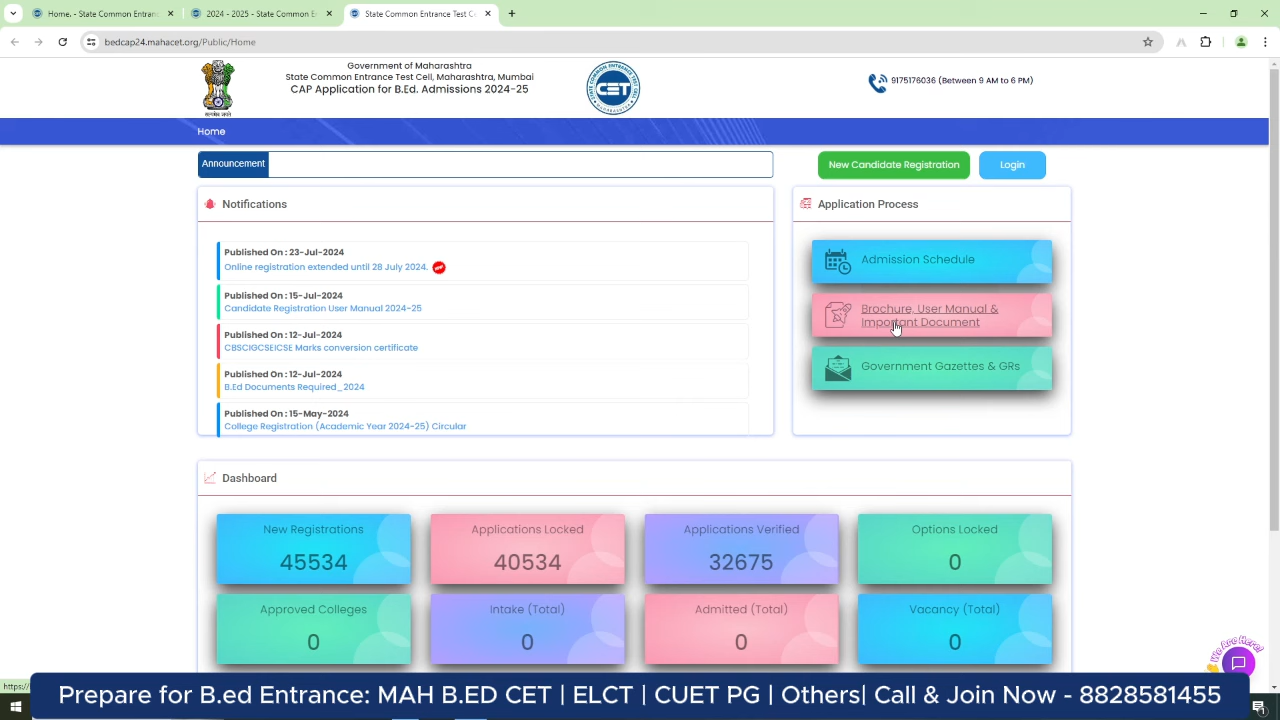 Home - State Common Entranc
2024 - 2025 - State Common E
State Common Entrance Test C
bedcap24.mahacet.org/Public/Home
Government of Maharashtra
State Common Entrance Test Cell, Maharashtra, Mumbai
CAP Application for B.Ed. Admissions 2024-25
CET
9175176036 (Between 9 AM to 6 PM)
Home
Announcement
New Candidate Registration
Login
Notifications
Application Process
Published On : 23-Jul-2024
Online registration extended until 28 July 2024.
Published On : 15-Jul-2024
Candidate Registration User Manual 2024-25
Published On : 12-Jul-2024
CBSCIGCSEICSE Marks conversion certificate
Published On : 12-Jul-2024
B.Ed Documents Required_2024
Published On : 15-May-2024
College Registration (Academic Year 2024-25) Circular
Admission Schedule
Brochure, User Manual &
Important Document
Government Gazettes & GRs
Dashboard
New Registrations
45534
Applications Locked
40534
Applications Verified
32675
Options Locked
0
Approved Colleges
0
Intake (Total)
0
Admitted (Total)
0
Vacancy (Total)
0
We Are Here!
https:/
Prepare for B.ed Entrance: MAH B.ED CET | ELCT | CUET PG | Others| Call & Join Now - 8828581455